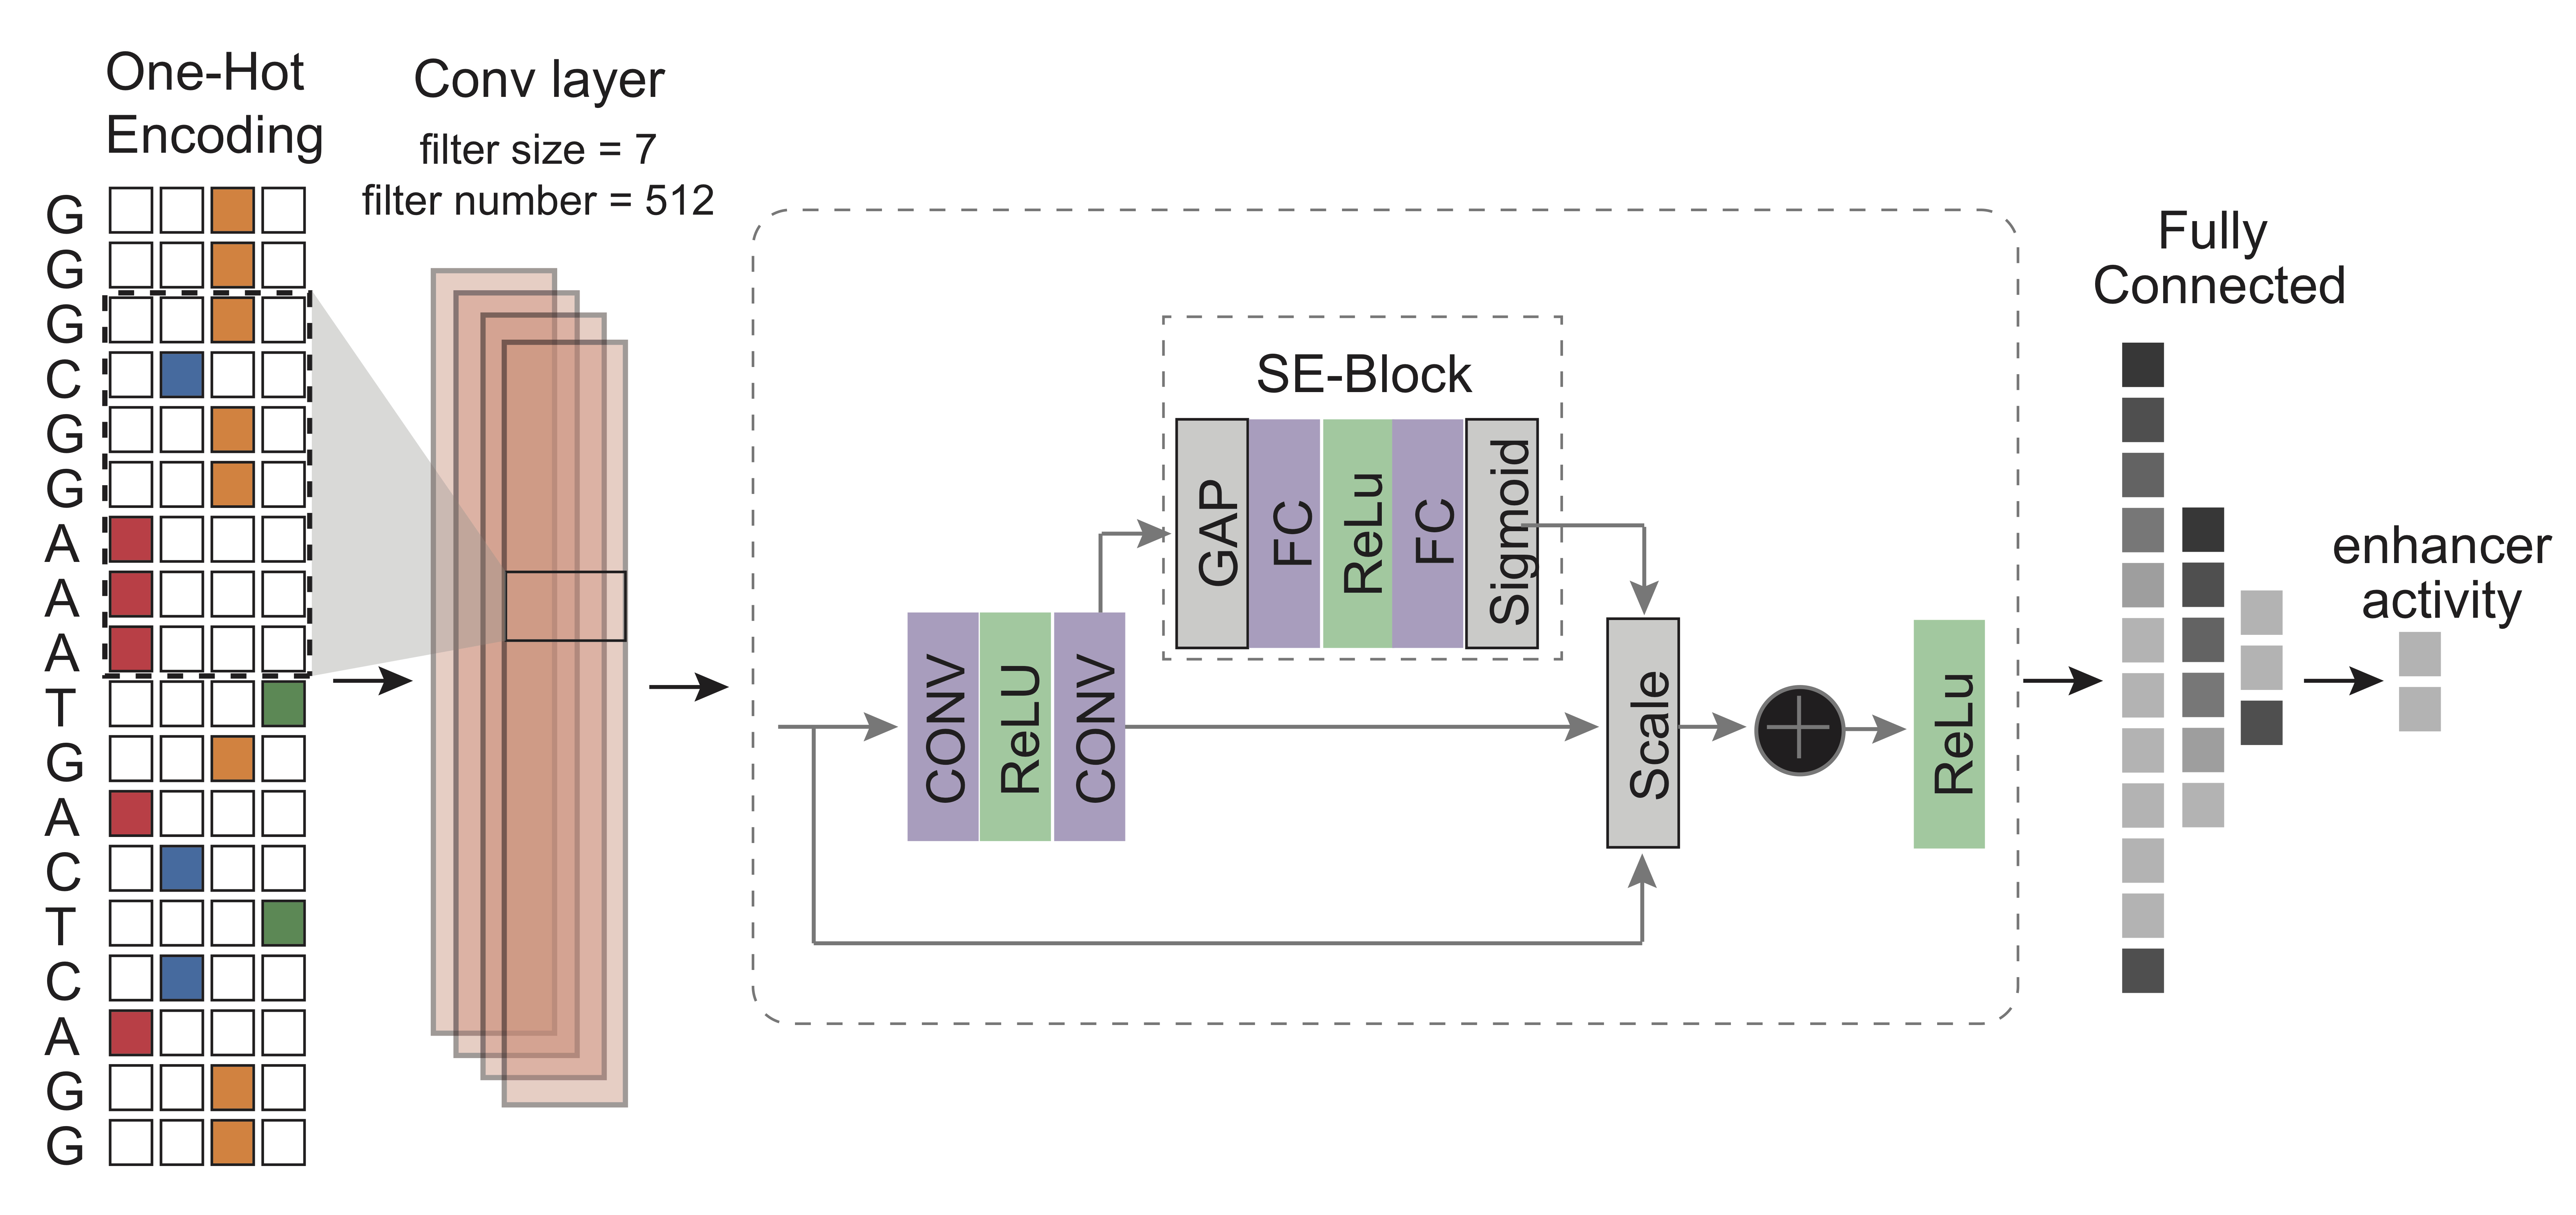 One-Hot
Encoding
G
G
G
C
G
G
A
A
A
T
G
A
C
T
C
A
G
G
Conv layer
filter size = 7
filter number = 512
SE-Block
GAP
FC
ReLu
FC
Sigmoid
CONV
ReLU
CONV
Scale
ReLu
Fully
Connected
enhancer
activity